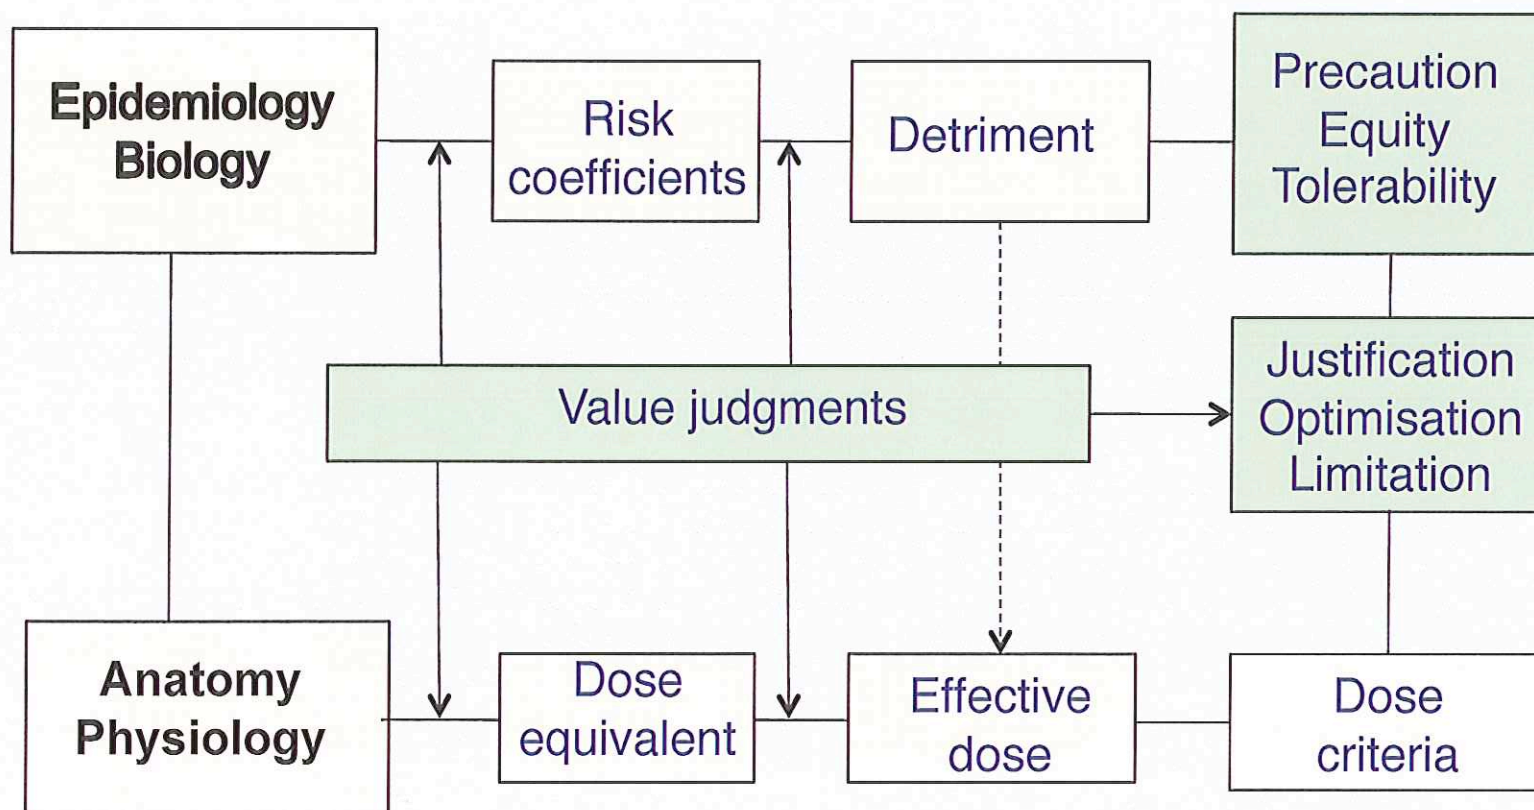 Epidemiology
Biology
Risk
coefficients
Detriment
Precaution
Equity
Tolerability
Value judgments
Justification
Optimisation
Limitation
Anatomy
Physiology
Dose
equivalent
Effective
dose
Dose
criteria